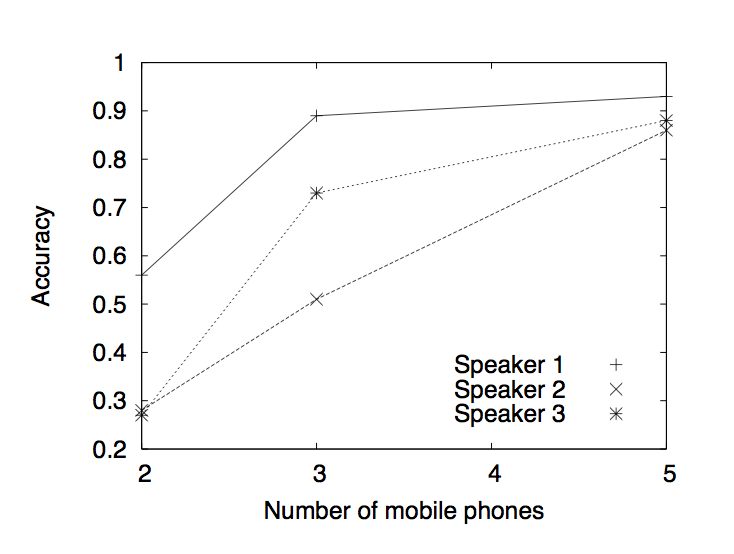 1
0.9
0.8
0.7
0.6
0.5
0.4
0.3
0.2
Accuracy
Speaker 1
Speaker 2
Speaker 3
2 3 4 5
Number of mobile phones